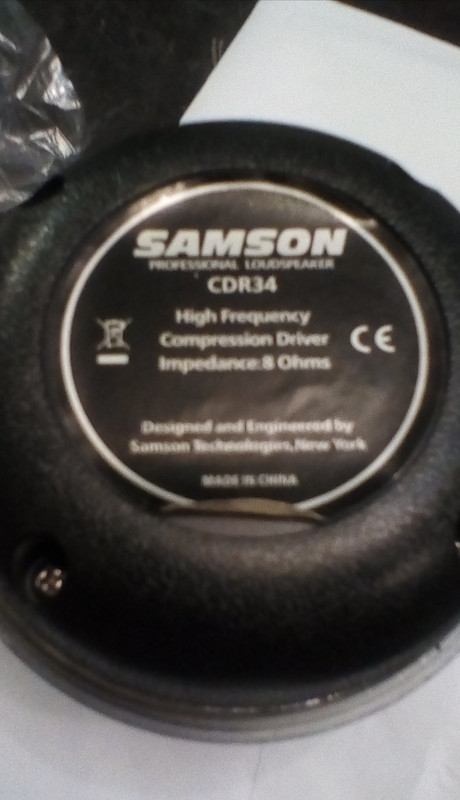 SAMSON
PROFESSIONAL LOUDSPEAKER
CDR34
High Frequency
Compression Driver
Impedance:8 Ohms
CE
Designed and Engineered by
Samson Technologies, New York
MADE IN CHINA